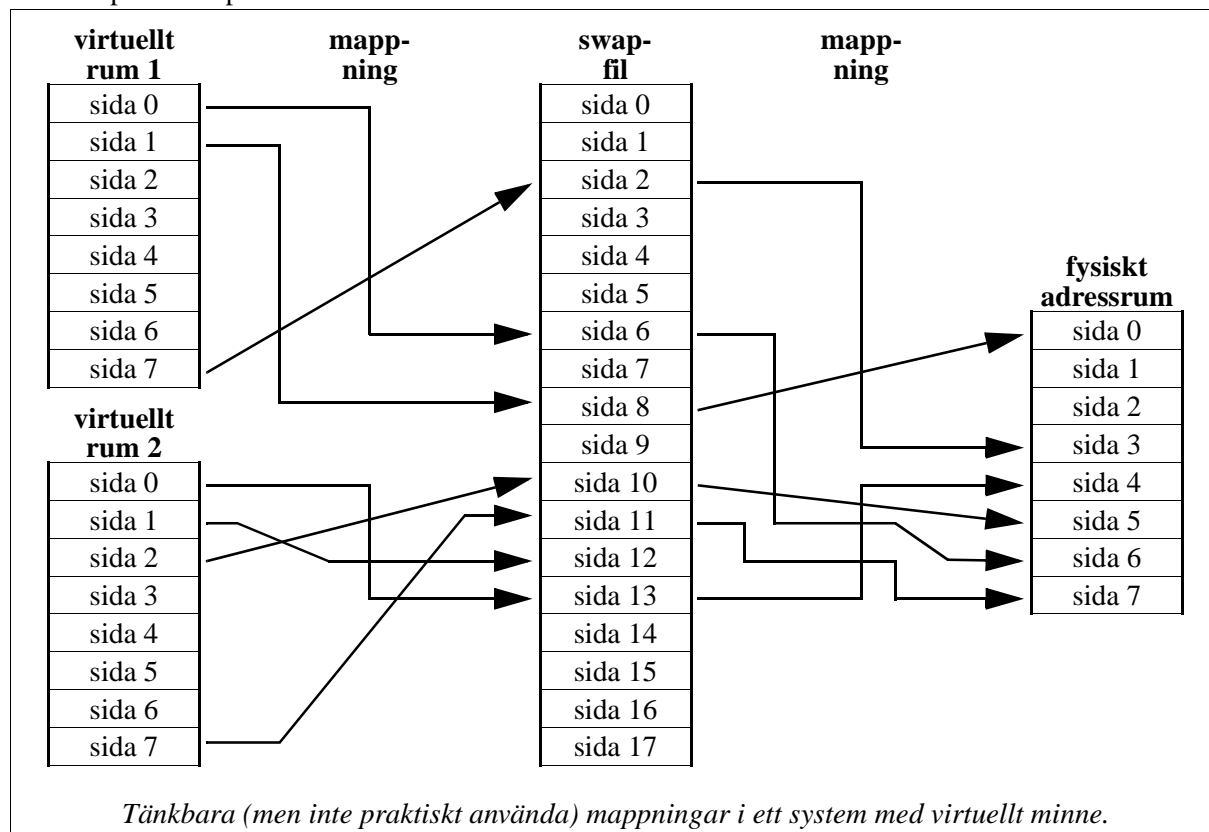 virtuellt
rum 1
mapp-
ning
swap-
fil
mapp-
ning
sida 0
sida 1
sida 2
sida 3
sida 4
sida 5
sida 6
sida 7
virtuellt
rum 2
sida 0
sida 1
sida 2
sida 3
sida 4
sida 5
sida 6
sida 7
sida 0
sida 1
sida 2
sida 3
sida 4
sida 5
sida 6
sida 7
sida 8
sida 9
sida 10
sida 11
sida 12
sida 13
sida 14
sida 15
sida 16
sida 17
fysiskt
adressrum
sida 0
sida 1
sida 2
sida 3
sida 4
sida 5
sida 6
sida 7
Tänkbara (men inte praktiskt använda) mappningar i ett system med virtuellt minne.